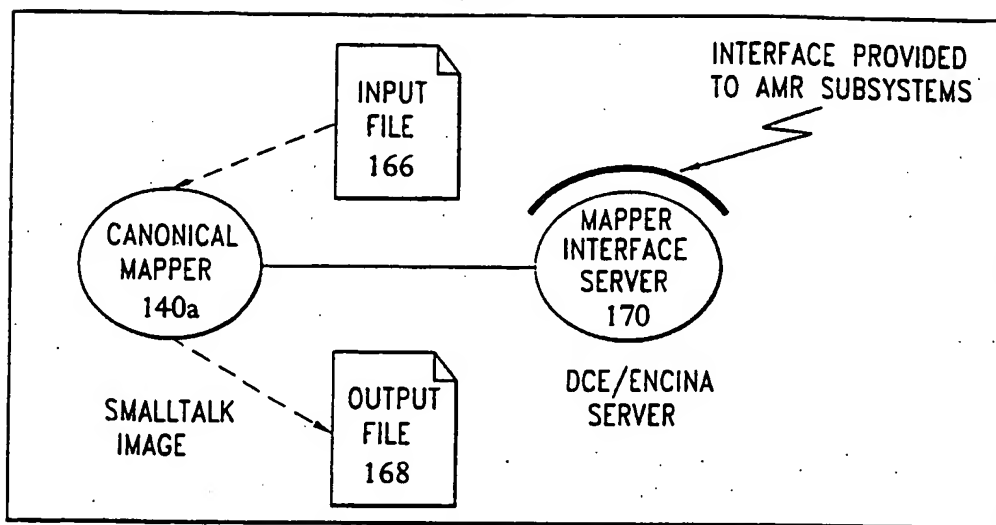 INTERFACE PROVIDED
TO AMR SUBSYSTEMS
INPUT
FILE
166
CANONICAL
MAPPER
140a
MAPPER
INTERFACE
SERVER
170
OUTPUT
FILE
168
SMALLTALK
IMAGE
DCE/ENCINA
SERVER